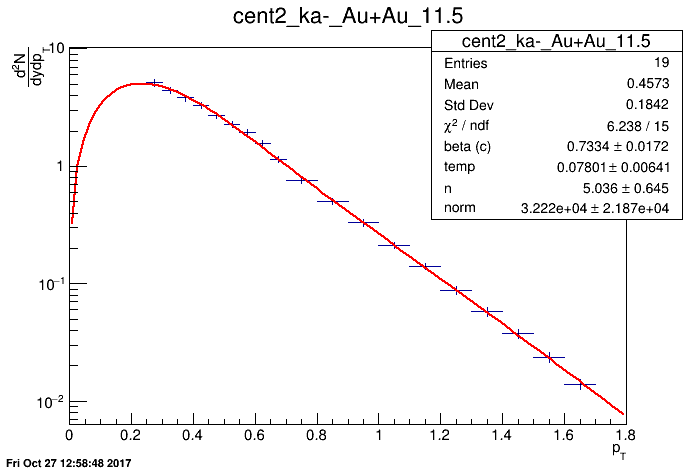 cent2_ka-_Au+Au_11.5
cent2_ka-_Au+Au_11.5
Entries 19
Mean 0.4573
Std Dev 0.1842
χ² / ndf 6.238 / 15
beta (c) 0.7334 ± 0.0172
temp 0.07801 ± 0.00641
n 5.036 ± 0.645
norm 3.222e+04 ± 2.187e+04
d²N
dydp_T
10
1
10⁻¹
10⁻²
0 0.2 0.4 0.6 0.8 1 1.2 1.4 1.6 1.8
p_T
Fri Oct 27 12:58:48 2017